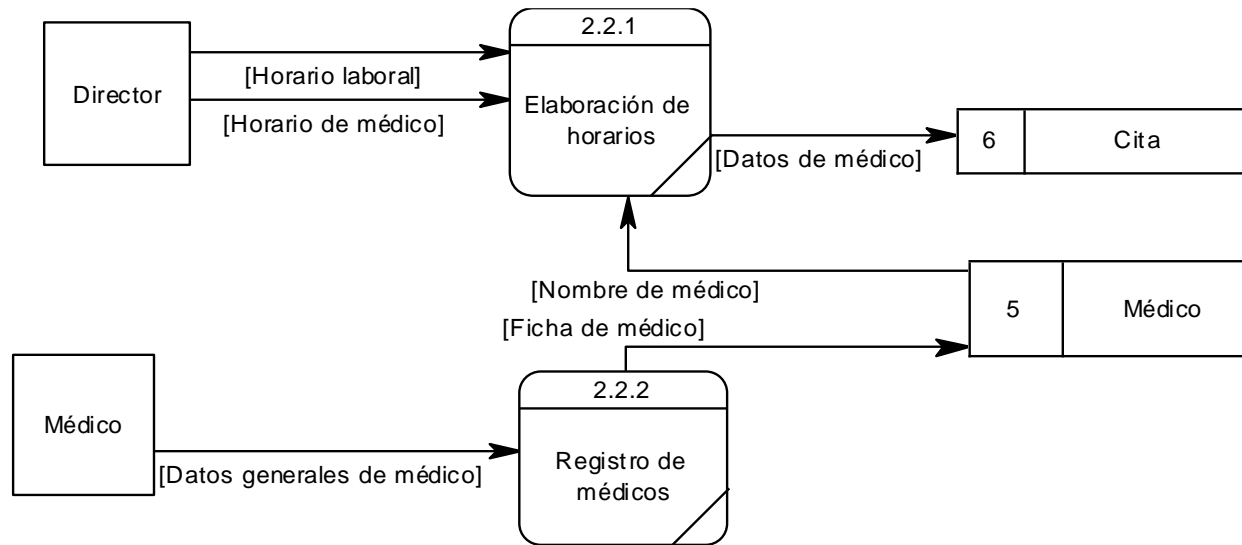 2.2.1
Director
[Horario laboral]
[Horario de médico]
Elaboración de
horarios
[Datos de médico]
6
Cita
[Nombre de médico]
5
Médico
[Ficha de médico]
2.2.2
Médico
[Datos generales de médico]
Registro de
médicos